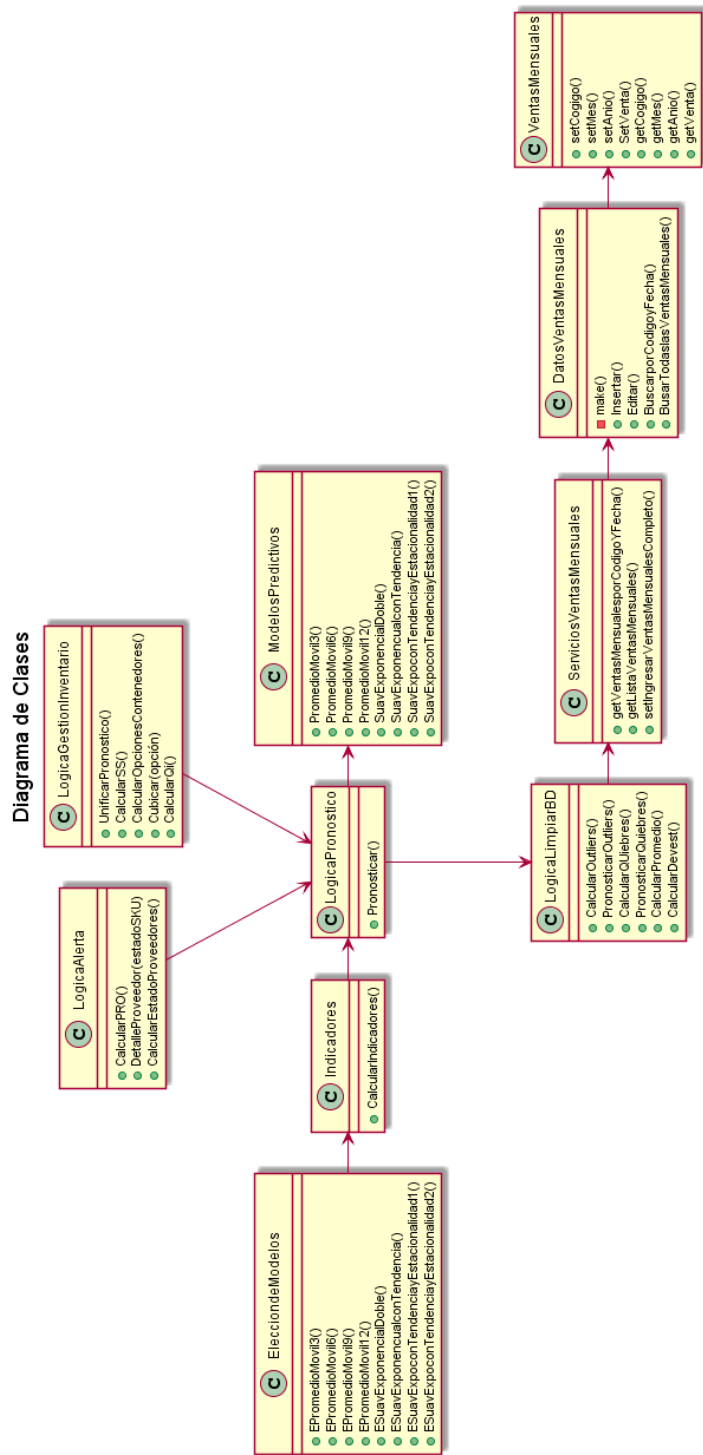 Diagrama de Clases
C LogicaAlerta
CalcularPRO()
DetalleProveedor(estadoSKU)
CalcularEstadoProveedores()
C LogicaGestionInventario
UnificarPronostico()
CalcularSS()
CalcularOpcionesContenedores()
Cubicar(opción)
CalcularQi()
C ElecciondeModelos
EPromedioMovil3()
EPromedioMovil6()
EPromedioMovil9()
EPromedioMovil12()
ESuavExponencialDoble()
ESuavExponencualconTendencia()
ESuavExpoconTendenciayEstacionalidad1()
ESuavExpoconTendenciayEstacionalidad2()
C Indicadores
CalcularIndicadores()
C LogicaPronostico
Pronosticar()
C ModelosPredictivos
PromedioMovil3()
PromedioMovil6()
PromedioMovil9()
PromedioMovil12()
SuavExponencialDoble()
SuavExponencualconTendencia()
SuavExpoconTendenciayEstacionalidad1()
SuavExpoconTendenciayEstacionalidad2()
C LogicaLimpiarBD
CalcularOutliers()
PronosticarOutliers()
CalcularQUiebres()
PronosticarQuiebres()
CalcularPromedio()
CalcularDevest()
C ServiciosVentasMensuales
getVentasMensualesporCodigoYFecha()
getListaVentasMensuales()
setIngresarVentasMensualesCompleto()
C DatosVentasMensuales
make()
Insertar()
Editar()
BuscarporCodigoyFecha()
BusarTodaslasVentasMensuales()
C VentasMensuales
setCogigo()
setMes()
setAnio()
SetVenta()
getCogigo()
getMes()
getAnio()
getVenta()